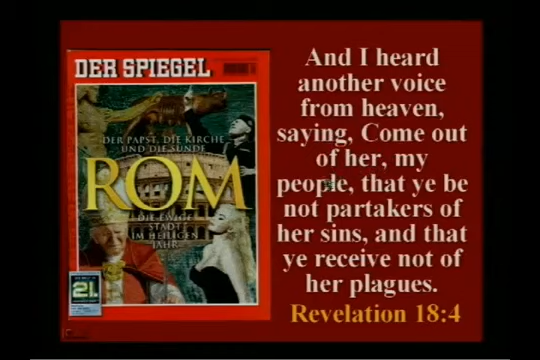 DER SPIEGEL
DER PAPST, DIE KIRCHE
UND DIE SÜNDE
ROM
DIE EWIGE
STADT
IM HEILIGEN
JAHR
21
And I heard
another voice
from heaven,
saying, Come out
of her, my
people, that ye be
not partakers of
her sins, and that
ye receive not of
her plagues.
Revelation 18:4